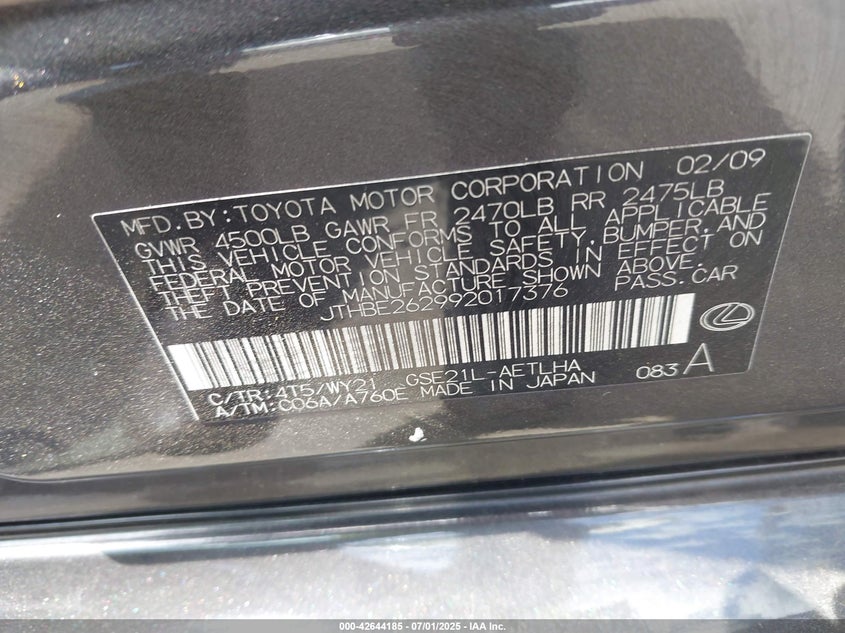 MFD.BY:TOYOTA MOTOR CORPORATION 02/09
GVWR 4500LB GAWR FR 2470LB RR 2475LB
THIS VEHICLE CONFORMS TO ALL APPLICABLE
FEDERAL MOTOR VEHICLE SAFETY,BUMPER,AND
THEFT PREVENTION STANDARDS IN EFFECT ON
THE DATE OF MANUFACTURE SHOWN ABOVE.
JTHBE262992017376 PASS.CAR
C/TR:4T5/WY21 GSE21L-AETLHA 083 A
A/TM:C06A/A760E MADE IN JAPAN
000-42644185 - 07/01/2025 - IAA Inc.